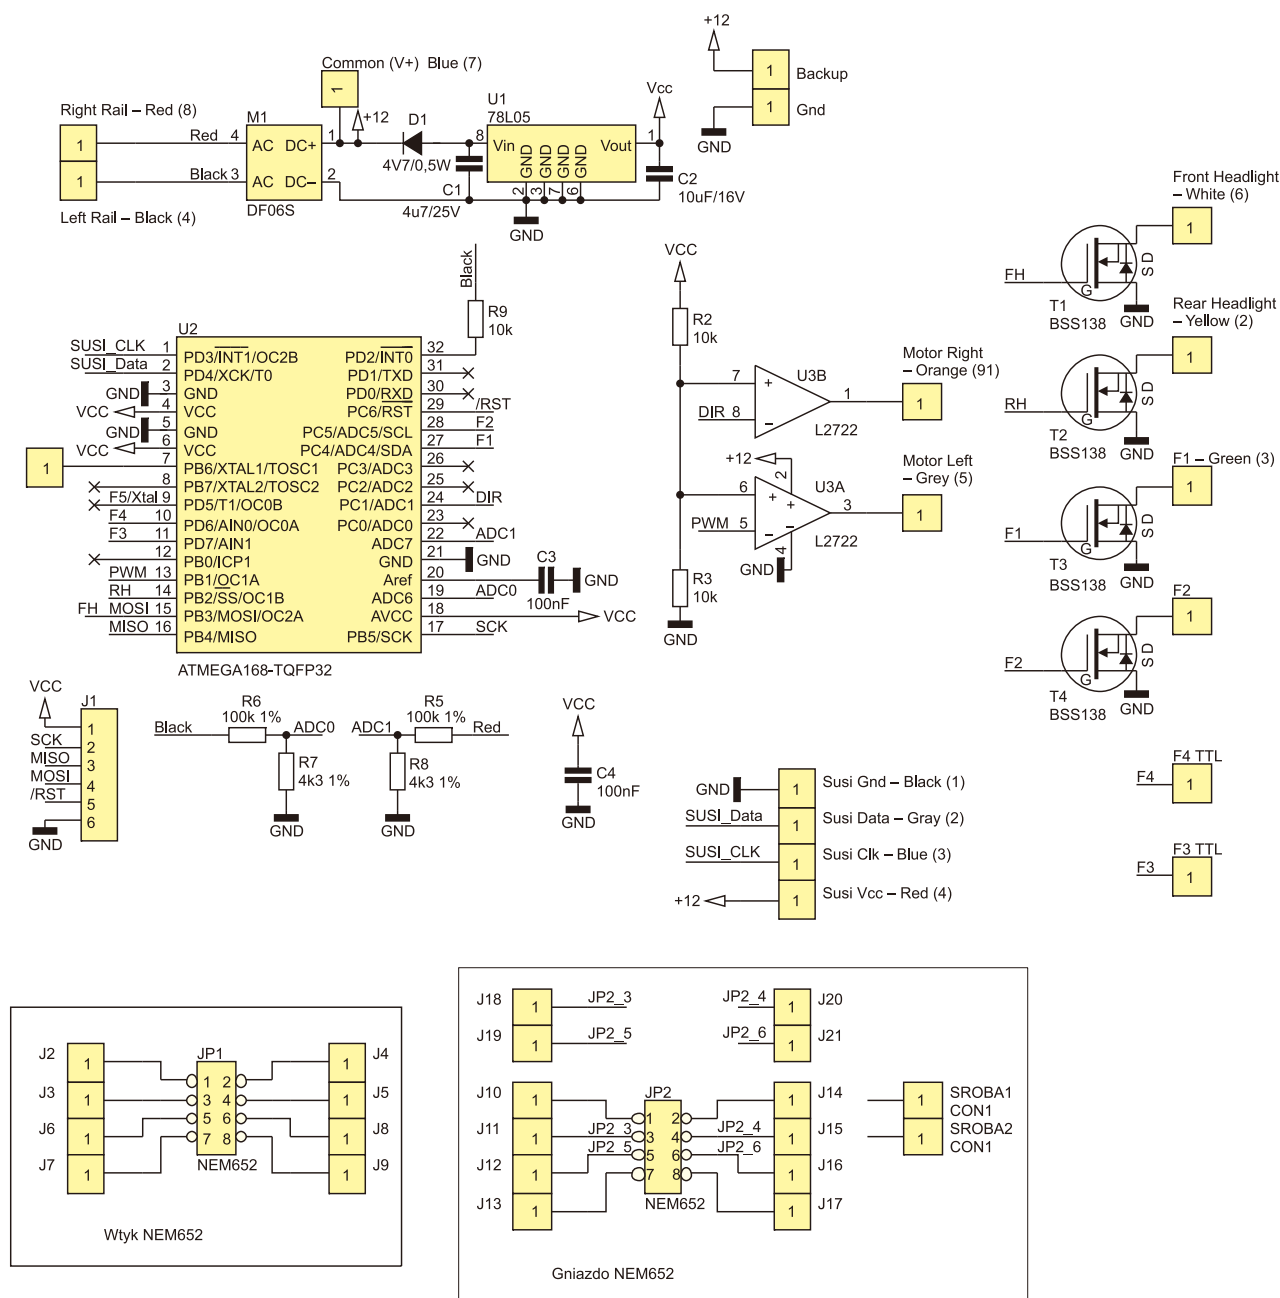 Common (V+) Blue (7)
+12
1
Backup
1
Gnd
GND
Right Rail – Red (8)
1
Red
4
M1
AC DC+
1
+12
D1
4V7/0,5W
U1
78L05
8
Vin
Vout
1
Vcc
GND
GND
GND
GND
2
3
7
6
1
Black
3
AC DC–
2
DF06S
Left Rail – Black (4)
C1
4u7/25V
GND
C2
10uF/16V
1
Black
R9
10k
U2
SUSI_CLK 1 PD3/INT1/OC2B
SUSI_Data 2 PD4/XCK/T0
GND 3 GND
VCC 4 VCC
GND 5 GND
VCC 6 VCC
1
7 PB6/XTAL1/TOSC1
8 PB7/XTAL2/TOSC2
F5/Xtal 9 PD5/T1/OC0B
F4 10 PD6/AIN0/OC0A
F3 11 PD7/AIN1
12 PB0/ICP1
PWM 13 PB1/OC1A
RH 14 PB2/SS/OC1B
FH MOSI 15 PB3/MOSI/OC2A
MISO 16 PB4/MISO
PD2/INT0 32
PD1/TXD 31
PD0/RXD 30
PC6/RST 29 /RST
PC5/ADC5/SCL 28 F2
PC4/ADC4/SDA 27 F1
PC3/ADC3 26
PC2/ADC2 25
PC1/ADC1 24 DIR
PC0/ADC0 23
ADC7 22 ADC1
GND 21 GND
Aref 20
ADC6 19 ADC0
AVCC 18 VCC
PB5/SCK 17 SCK
C3
100nF
GND
ATMEGA168-TQFP32
VCC
R2
10k
7
DIR 8
U3B
1
L2722
Motor Right
– Orange (91)
1
+12
2
6
PWM 5
4
GND
U3A
3
L2722
Motor Left
– Grey (5)
1
R3
10k
GND
Front Headlight
– White (6)
1
FH
G
S D
T1
BSS138
GND
Rear Headlight
– Yellow (2)
1
RH
G
S D
T2
BSS138
GND
F1 – Green (3)
1
F1
G
S D
T3
BSS138
GND
F2
1
F2
G
S D
T4
BSS138
GND
VCC
J1
1
SCK 2
MISO 3
MOSI 4
/RST 5
6
GND
Black
R6
100k 1%
ADC0
R7
4k3 1%
GND
ADC1
R5
100k 1%
Red
R8
4k3 1%
GND
VCC
C4
100nF
GND
GND 1 Susi Gnd – Black (1)
SUSI_Data 1 Susi Data – Gray (2)
SUSI_CLK 1 Susi Clk – Blue (3)
+12 1 Susi Vcc – Red (4)
F4 TTL
F4 1
F3 TTL
F3 1
J2 1
J3 1
J6 1
J7 1
JP1
1 2
3 4
5 6
7 8
NEM652
1 J4
1 J5
1 J8
1 J9
Wtyk NEM652
J18 1 JP2_3
J19 1 JP2_5
JP2_4 1 J20
JP2_6 1 J21
J10 1
J11 1 JP2_3
J12 1 JP2_5
J13 1
JP2
1 2
3 4
5 6
7 8
NEM652
1 J14
JP2_4 1 J15
JP2_6 1 J16
1 J17
1 SROBA1
CON1
1 SROBA2
CON1
Gniazdo NEM652